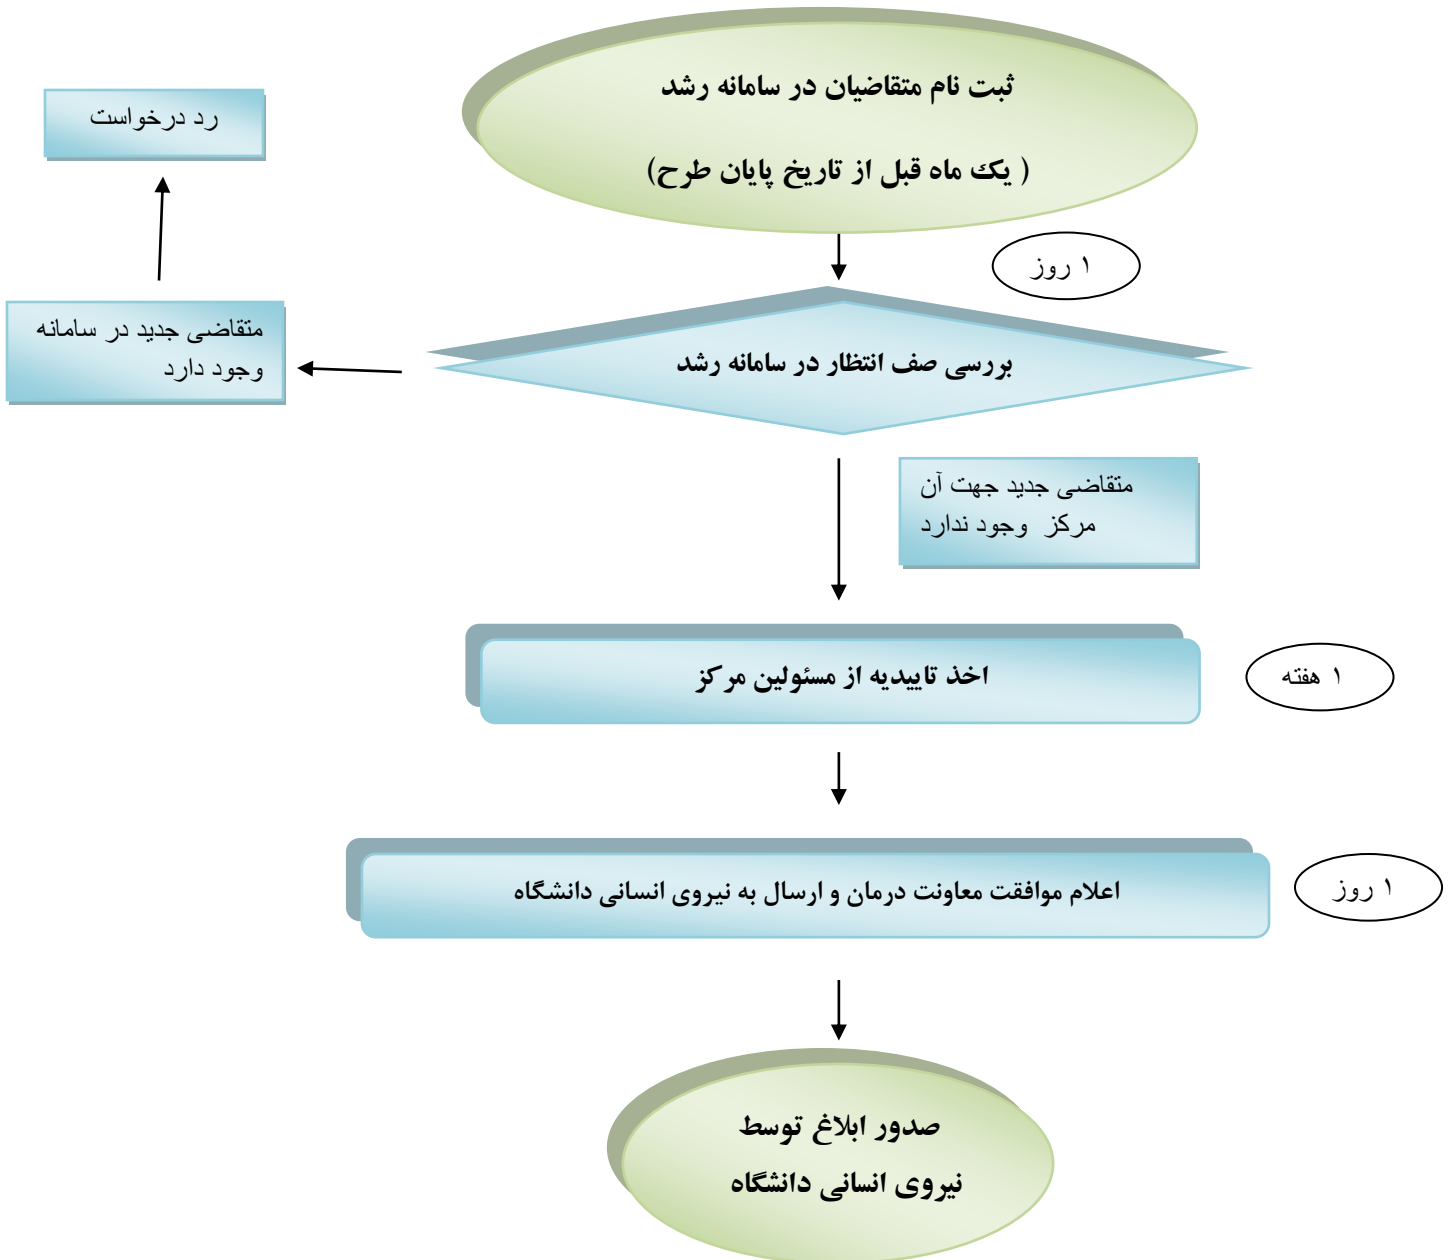 ثبت نام متقاضیان در سامانه رشد
( یک ماه قبل از تاریخ پایان طرح)
رد درخواست
۱ روز
متقاضی جدید در سامانه
وجود دارد
بررسی صف انتظار در سامانه رشد
متقاضی جدید جهت آن
مرکز وجود ندارد
اخذ تاییدیه از مسئولین مرکز
۱ هفته
اعلام موافقت معاونت درمان و ارسال به نیروی انسانی دانشگاه
۱ روز
صدور ابلاغ توسط
نیروی انسانی دانشگاه